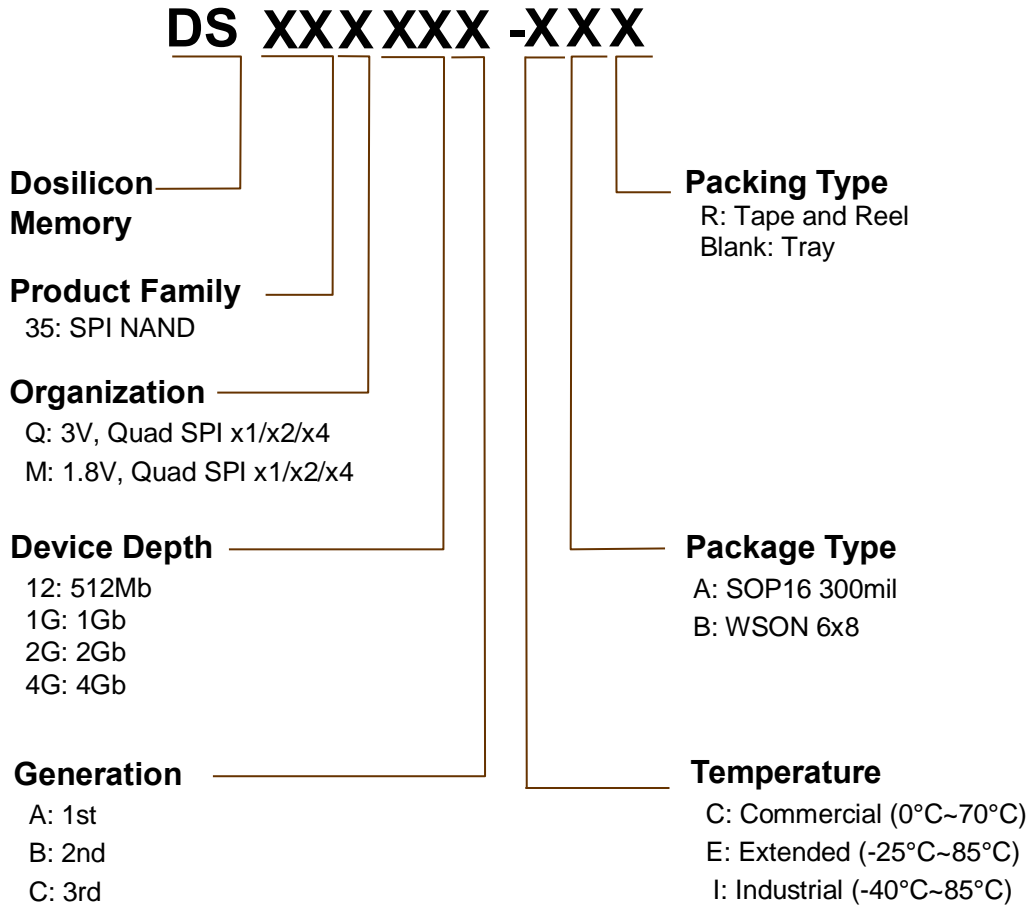 DS XXXXXX -XXX
Dosilicon
Memory
Product Family
35: SPI NAND
Organization
Q: 3V, Quad SPI x1/x2/x4
M: 1.8V, Quad SPI x1/x2/x4
Device Depth
12: 512Mb
1G: 1Gb
2G: 2Gb
4G: 4Gb
Generation
A: 1st
B: 2nd
C: 3rd
Packing Type
R: Tape and Reel
Blank: Tray
Package Type
A: SOP16 300mil
B: WSON 6x8
Temperature
C: Commercial (0°C~70°C)
E: Extended (-25°C~85°C)
I: Industrial (-40°C~85°C)